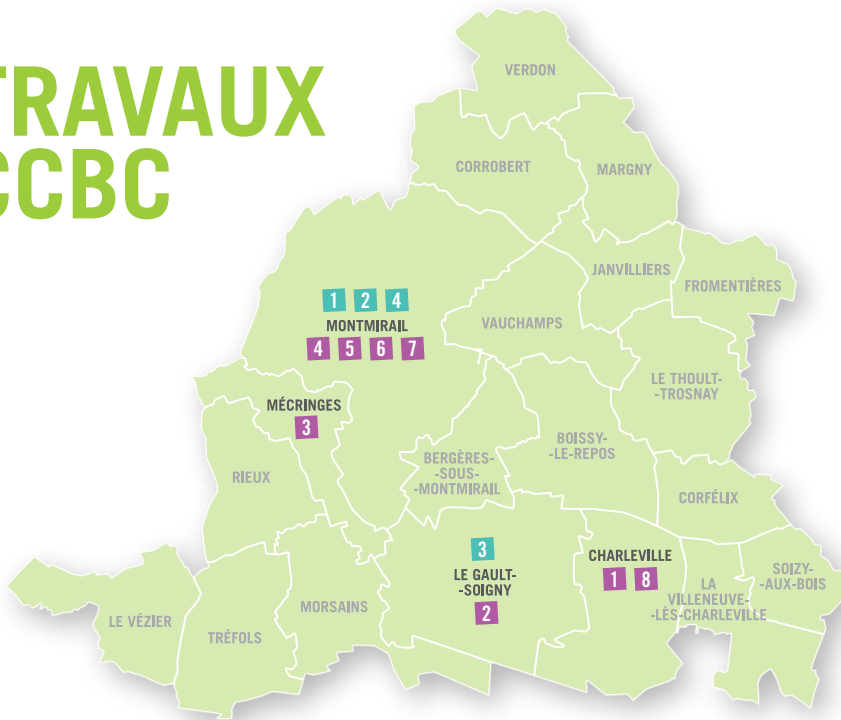 TRAVAUX
CCBC
VERDON
CORROBERT
MARGNY
JANVILLIERS
FROMENTIÈRES
1 2 4
MONTMIRAIL
4 5 6 7
VAUCHAMPS
LE THOULT-
-TROSNAY
MÉCRINGES
3
RIEUX
BERGÈRES-
-SOUS-
-MONTMIRAIL
BOISSY-
-LE-REPOS
CORFÉLIX
3
LE GAULT-
-SOIGNY
2
CHARLEVILLE
1 8
LA
VILLENEUVE-
-LÈS-CHARLEVILLE
SOIZY-
-AUX-BOIS
LE VÉZIER
TRÉFOLS
MORSAINS